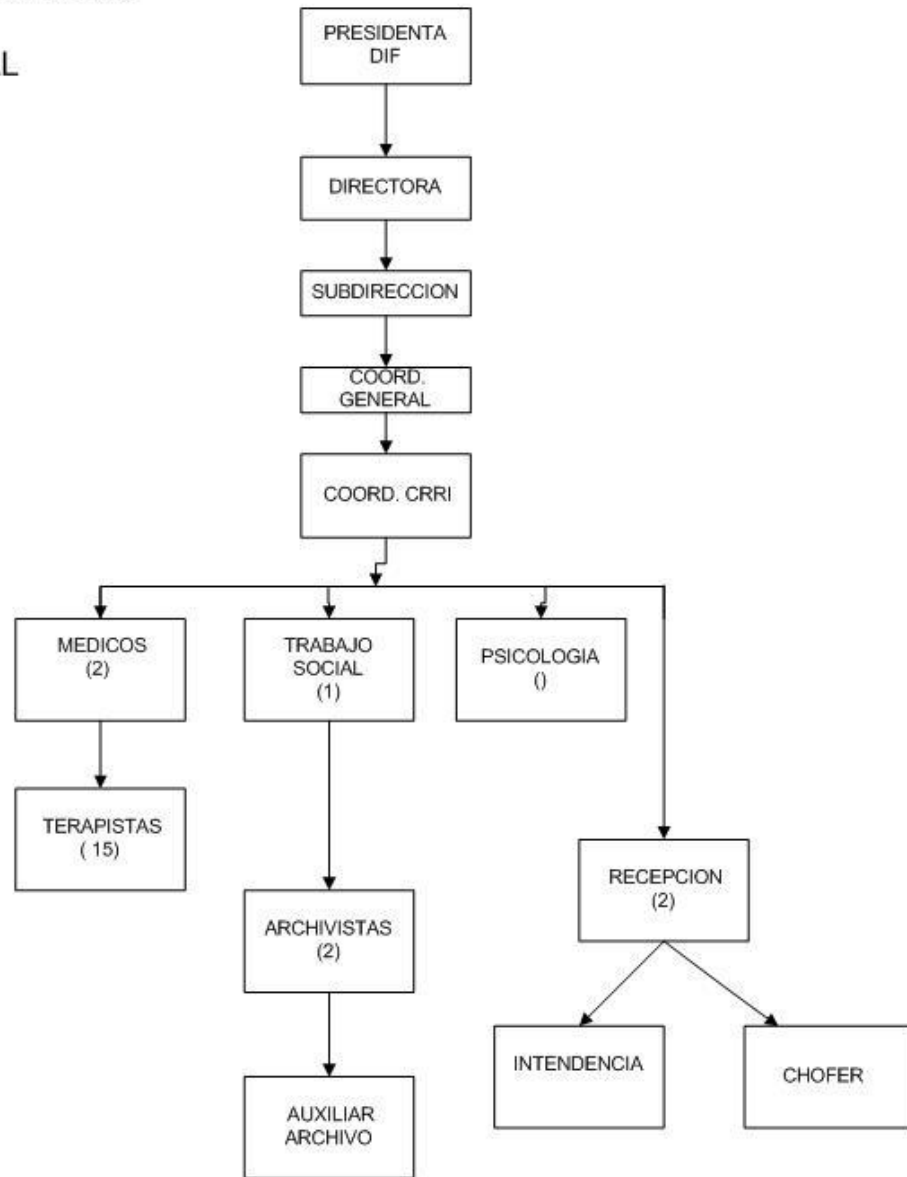 AL
PRESIDENTA
DIF
DIRECTORA
SUBDIRECCION
COORD.
GENERAL
COORD. CRRI
MEDICOS
(2)
TRABAJO
SOCIAL
(1)
PSICOLOGIA
()
TERAPISTAS
( 15)
RECEPCION
(2)
ARCHIVISTAS
(2)
INTENDENCIA
CHOFER
AUXILIAR
ARCHIVO